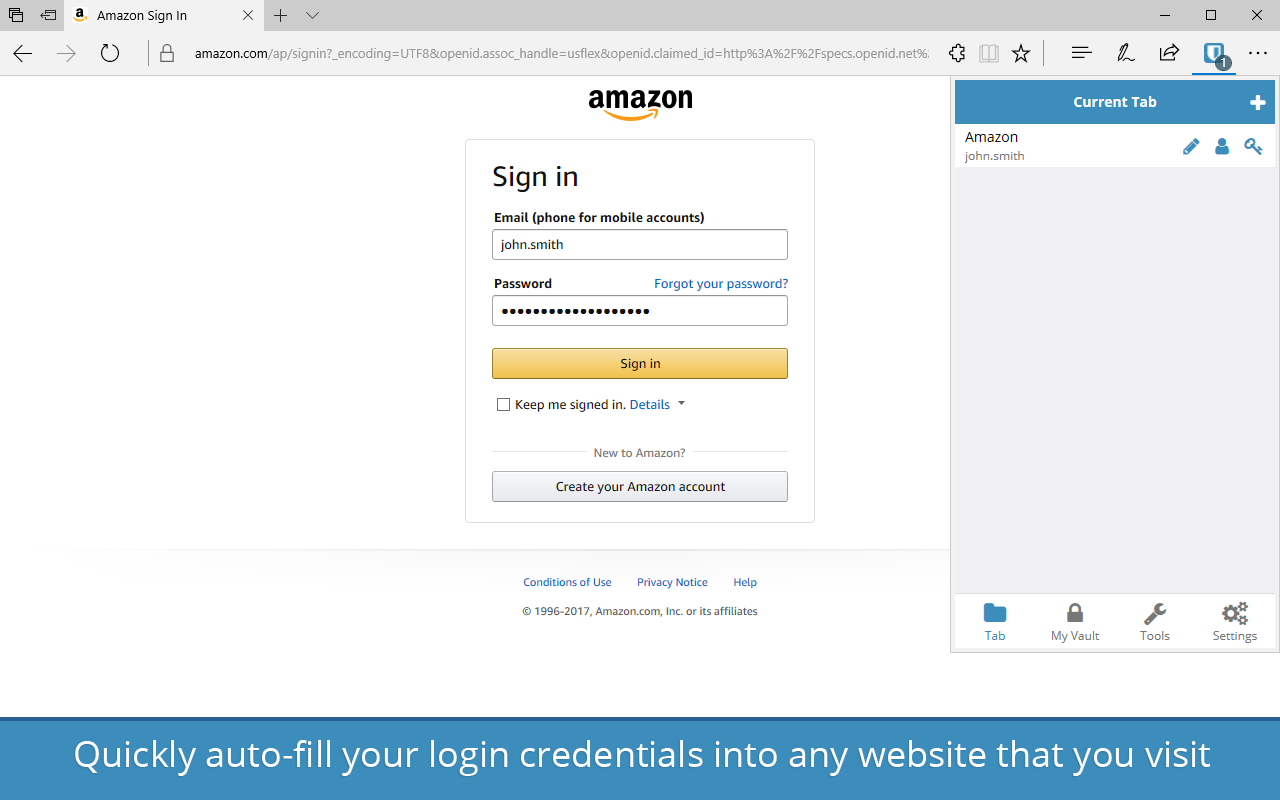 Amazon Sign In
amazon.com/ap/signin?_encoding=UTF8&openid.assoc_handle=usflex&openid.claimed_id=http%3A%2F%2Fspecs.openid.net%
1
amazon
Sign in
Email (phone for mobile accounts)
john.smith
Password Forgot your password?
Sign in
Keep me signed in. Details
New to Amazon?
Create your Amazon account
Conditions of Use Privacy Notice Help
© 1996-2017, Amazon.com, Inc. or its affiliates
Current Tab
Amazon
john.smith
Tab My Vault Tools Settings
Quickly auto-fill your login credentials into any website that you visit